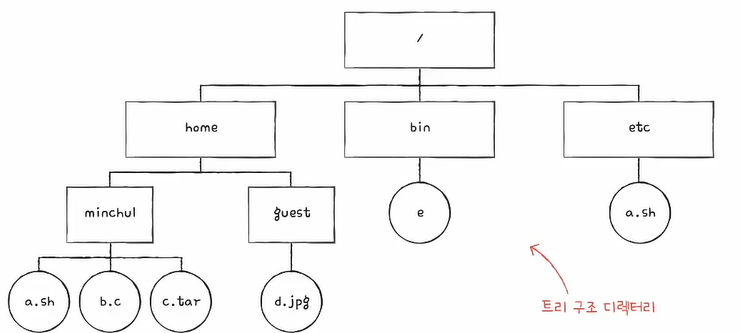 /
home
bin
etc
minchul
guest
e
a.sh
a.sh
b.c
c.tar
d.jpg
트리 구조 디렉터리